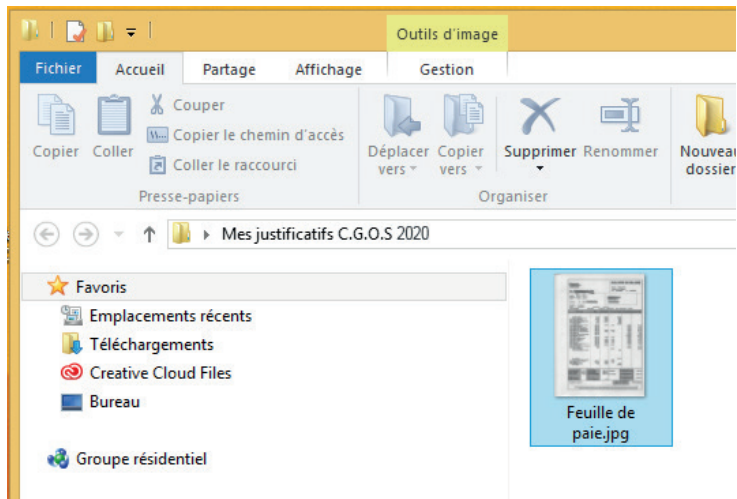 Outils d'image
Fichier Accueil Partage Affichage Gestion
Couper
Copier le chemin d'accès
Coller le raccourci
Copier Coller
Déplacer vers
Copier vers
Supprimer Renommer
Nouveau dossier
Presse-papiers
Organiser
Mes justificatifs C.G.O.S 2020
Favoris
Emplacements récents
Téléchargements
Creative Cloud Files
Bureau
Groupe résidentiel
Feuille de
paie.jpg